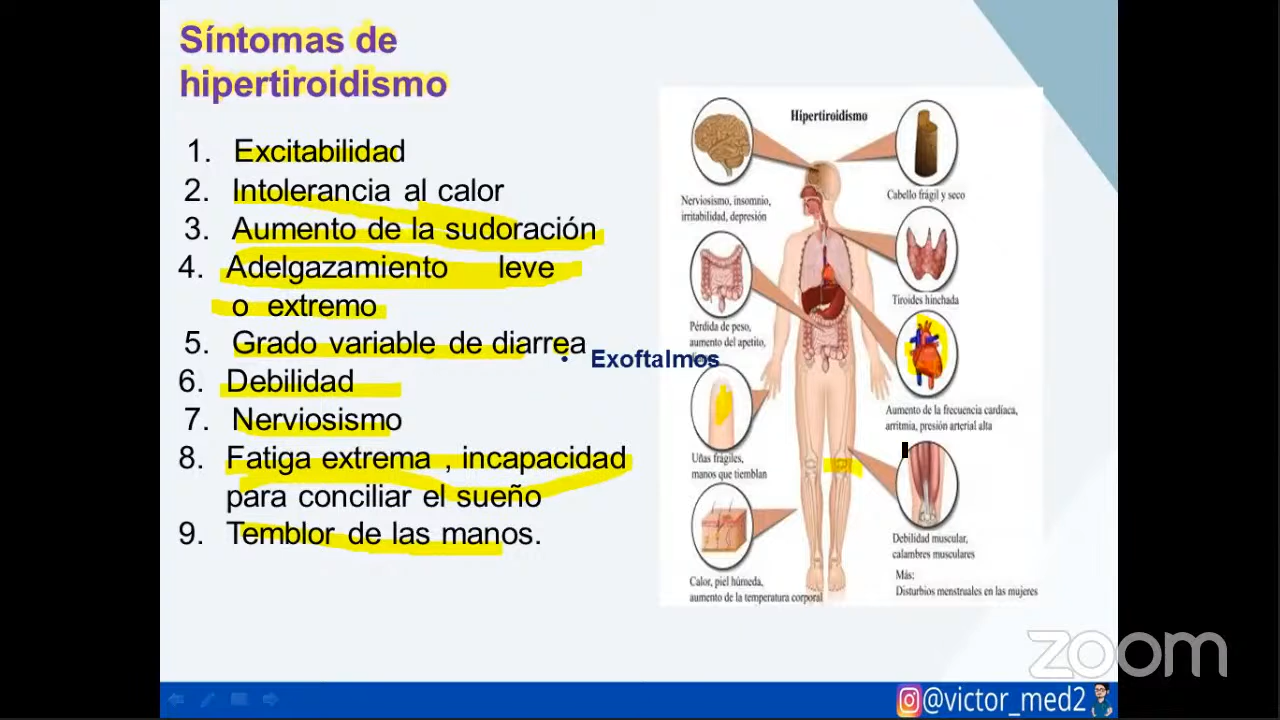 Síntomas de
hipertiroidismo
1. Excitabilidad
2. Intolerancia al calor
3. Aumento de la sudoración
4. Adelgazamiento leve
o extremo
5. Grado variable de diarrea
6. Debilidad
7. Nerviosismo
8. Fatiga extrema , incapacidad
para conciliar el sueño
9. Temblor de las manos.
• Exoftalmos
Hipertiroidismo
Nerviosismo, insomnio,
irritabilidad, depresión
Cabello frágil y seco
Tiroides hinchada
Pérdida de peso,
aumento del apetito,
Aumento de la frecuencia cardíaca,
arritmia, presión arterial alta
Uñas frágiles,
manos que tiemblan
Debilidad muscular,
calambres musculares
Calor, piel húmeda,
aumento de la temperatura corporal
Más:
Disturbios menstruales en las mujeres
zoom
@victor_med2